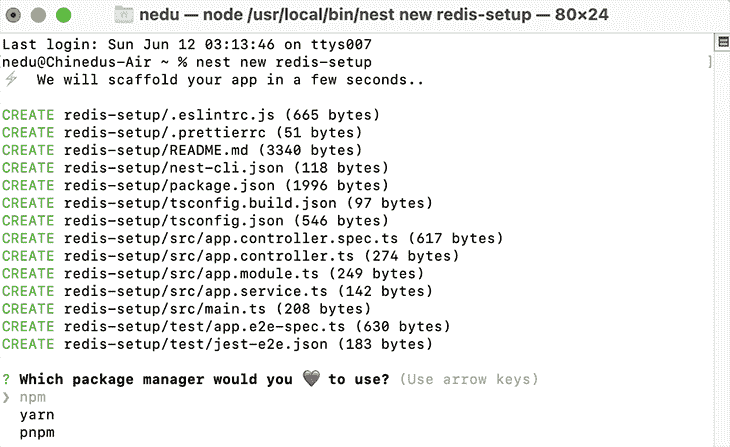 nedu — node /usr/local/bin/nest new redis-setup — 80×24
Last login: Sun Jun 12 03:13:46 on ttys007
[nedu@Chinedus-Air ~ % nest new redis-setup ]
⚡ We will scaffold your app in a few seconds..
CREATE redis-setup/.eslintrc.js (665 bytes)
CREATE redis-setup/.prettierrc (51 bytes)
CREATE redis-setup/README.md (3340 bytes)
CREATE redis-setup/nest-cli.json (118 bytes)
CREATE redis-setup/package.json (1996 bytes)
CREATE redis-setup/tsconfig.build.json (97 bytes)
CREATE redis-setup/tsconfig.json (546 bytes)
CREATE redis-setup/src/app.controller.spec.ts (617 bytes)
CREATE redis-setup/src/app.controller.ts (274 bytes)
CREATE redis-setup/src/app.module.ts (249 bytes)
CREATE redis-setup/src/app.service.ts (142 bytes)
CREATE redis-setup/src/main.ts (208 bytes)
CREATE redis-setup/test/app.e2e-spec.ts (630 bytes)
CREATE redis-setup/test/jest-e2e.json (183 bytes)
? Which package manager would you 🖤 to use? (Use arrow keys)
❯ npm
yarn
pnpm